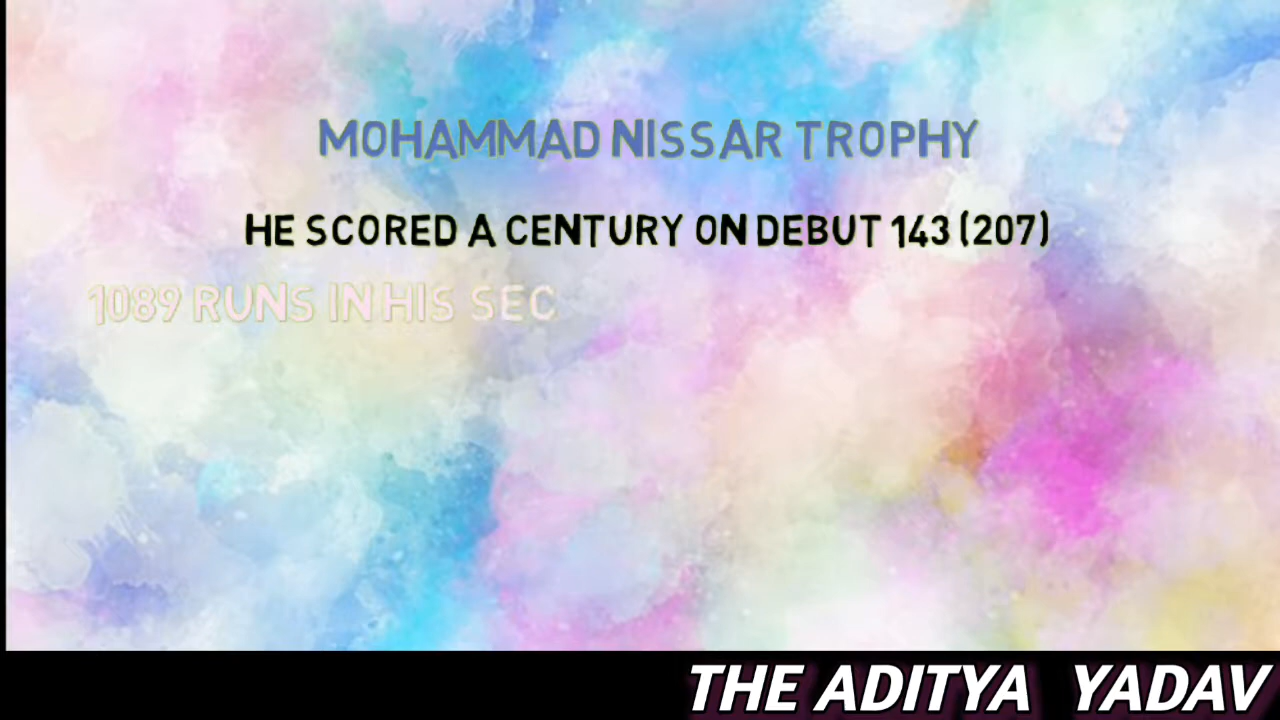 MOHAMMAD NISSAR TROPHY
HE SCORED A CENTURY ON DEBUT 143 (207)
1089 RUNS IN HIS SEC
THE ADITYA YADAV